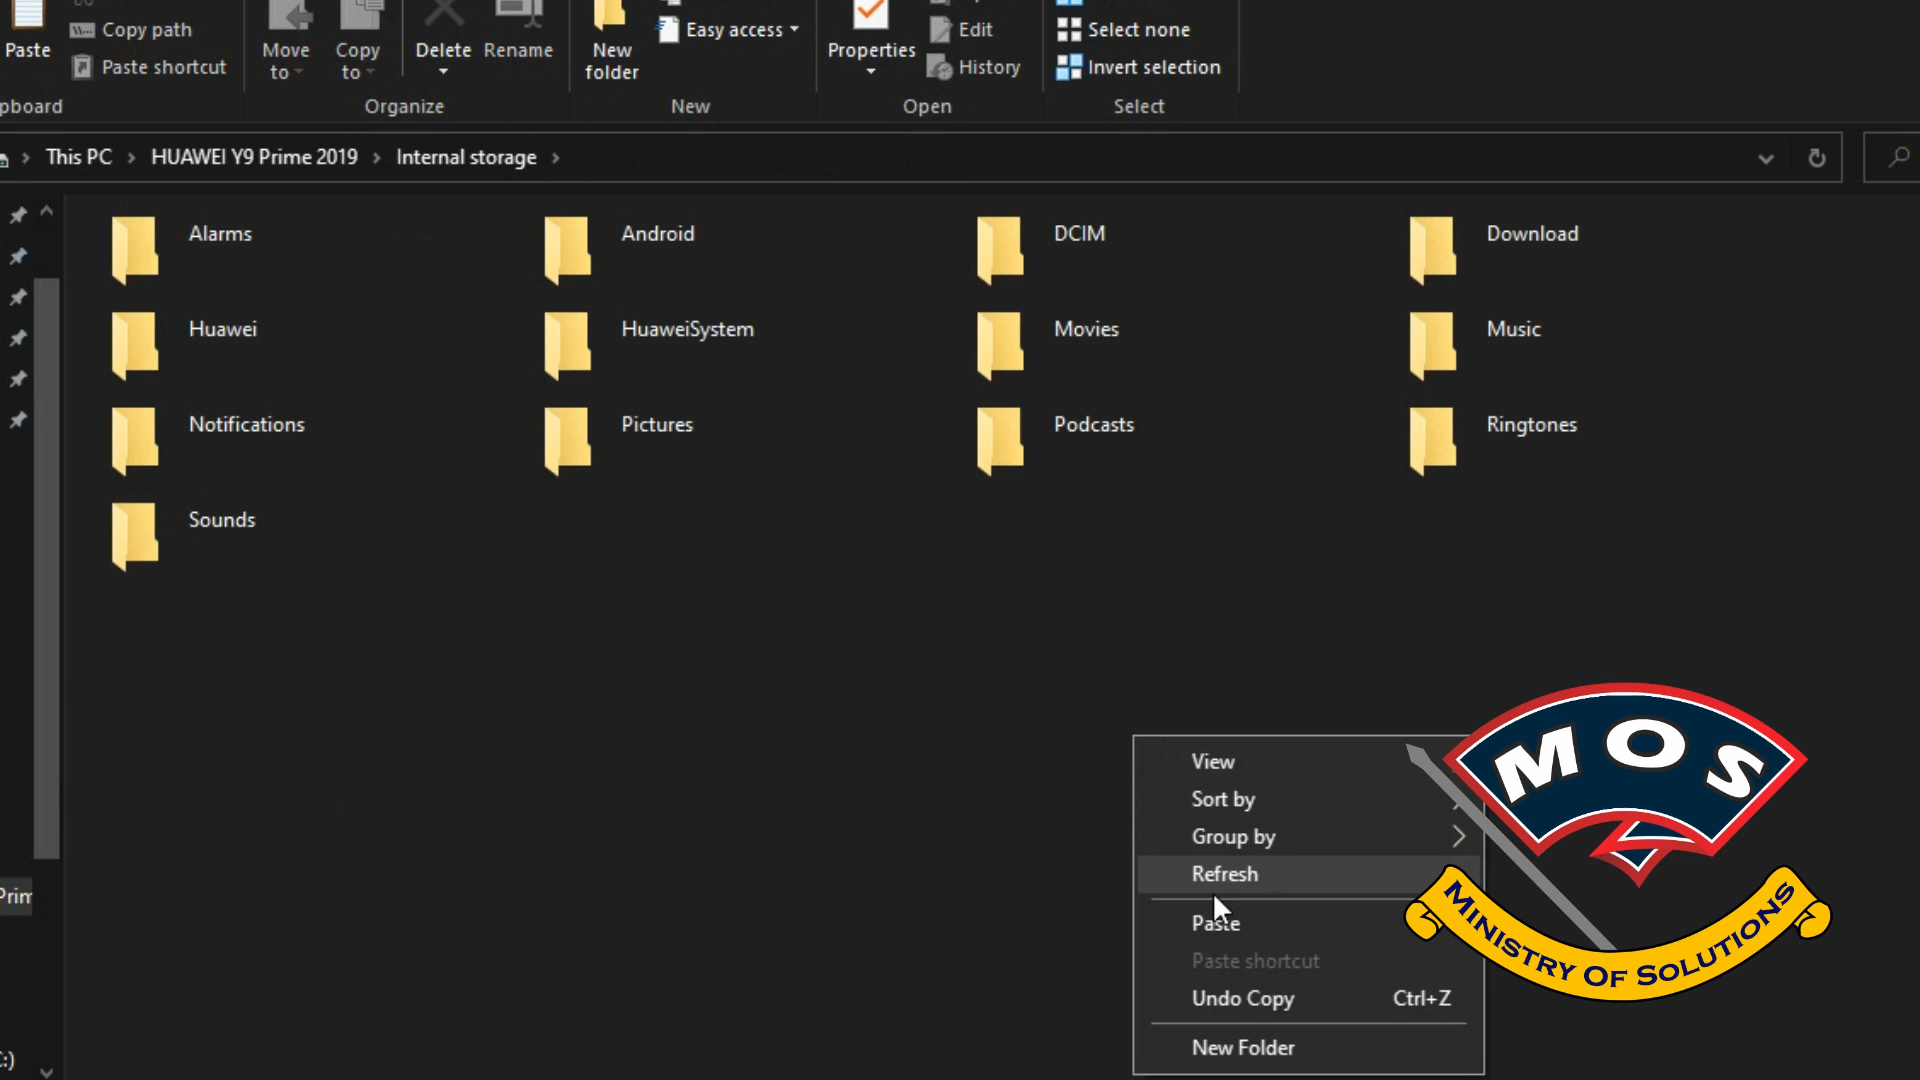 Paste
Copy path
Paste shortcut
Move to
Copy to
Delete
Rename
New folder
Easy access
Properties
Edit
History
Select none
Invert selection
pboard
Organize
New
Open
Select
This PC
HUAWEI Y9 Prime 2019
Internal storage
Alarms
Android
DCIM
Download
Huawei
HuaweiSystem
Movies
Music
Notifications
Pictures
Podcasts
Ringtones
Sounds
Prim
:)
View
Sort by
Group by
Refresh
Paste
Paste shortcut
Undo Copy Ctrl+Z
New Folder
MOS
MINISTRY OF SOLUTIONS